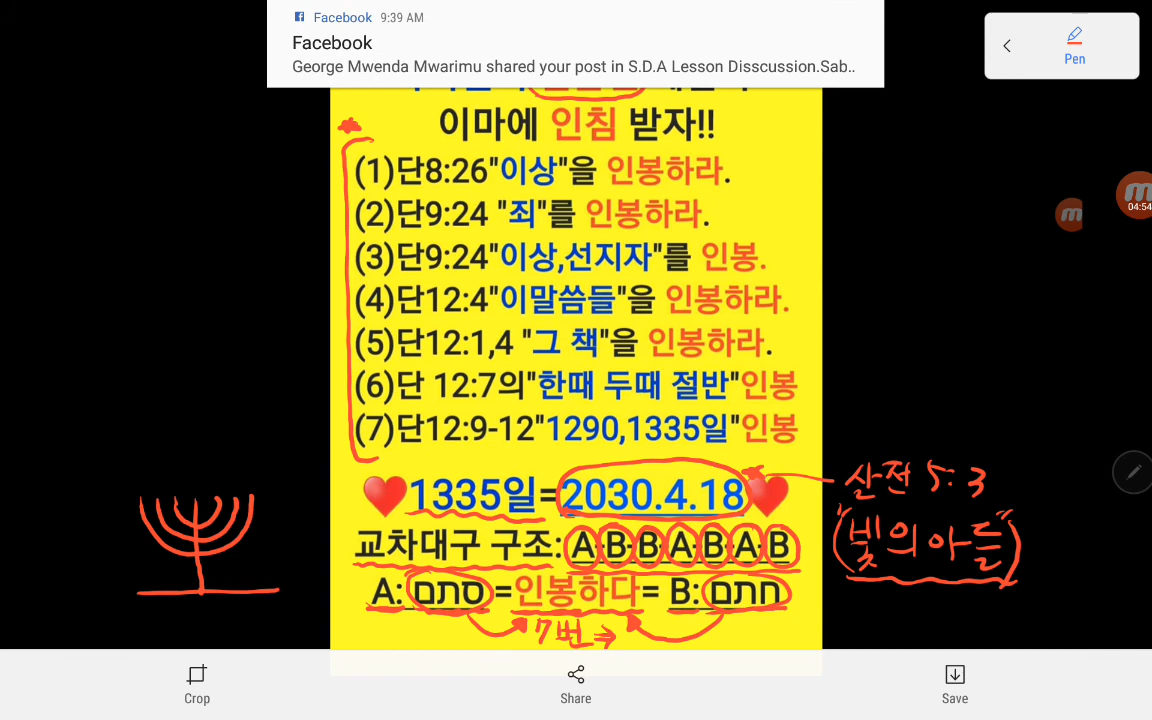 Facebook 9:39 AM
Facebook
George Mwenda Mwarimu shared your post in S.D.A Lesson Disscussion.Sab..
Pen
이마에 인침 받자!!
(1)단8:26"이상"을 인봉하라.
(2)단9:24 "죄"를 인봉하라.
(3)단9:24"이상,선지자"를 인봉.
(4)단12:4"이말씀들"을 인봉하라.
(5)단12:1,4 "그 책"을 인봉하라.
(6)단 12:7의"한때 두때 절반"인봉
(7)단12:9-12"1290,1335일"인봉
1335일=2030.4.18
살전 5:3
교차대구 구조: A-B-B-A-B-A-B
"빛의 아들"
A: סתם =인봉하다= B: חתם
7번
04:54
Crop
Share
Save